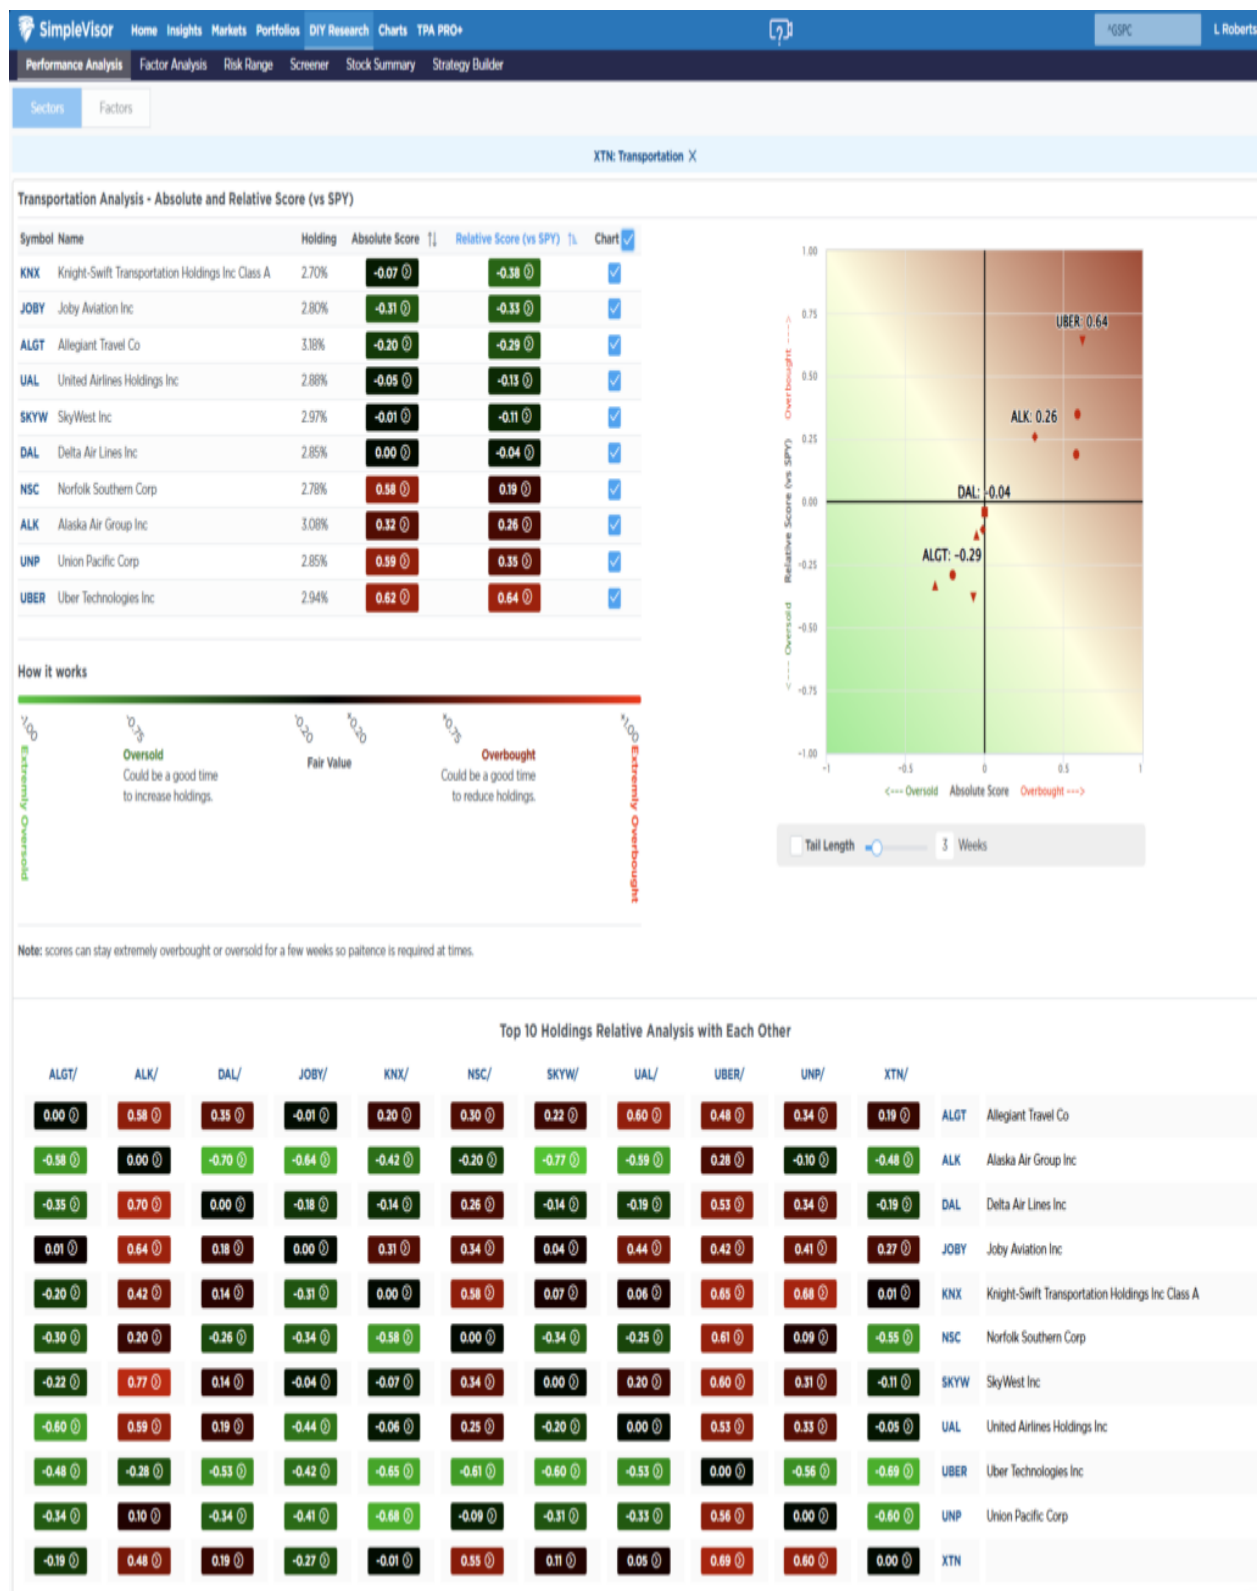 SimpleVisor Home Insights Markets Portfolios DIY Research Charts TPA PRO+ ? ^GSPC L Roberts
Performance Analysis Factor Analysis Risk Range Screener Stock Summary Strategy Builder
Sectors Factors
XTN: Transportation X
Transportation Analysis - Absolute and Relative Score (vs SPY)
Symbol Name Holding Absolute Score Relative Score (vs SPY) Chart
KNX Knight-Swift Transportation Holdings Inc Class A 2.70% -0.07 -0.38
JOBY Joby Aviation Inc 2.80% -0.31 -0.33
ALGT Allegiant Travel Co 3.18% -0.20 -0.29
UAL United Airlines Holdings Inc 2.88% -0.05 -0.13
SKYW SkyWest Inc 2.97% -0.01 -0.11
DAL Delta Air Lines Inc 2.85% 0.00 -0.04
NSC Norfolk Southern Corp 2.78% 0.58 0.19
ALK Alaska Air Group Inc 3.08% 0.32 0.26
UNP Union Pacific Corp 2.85% 0.59 0.35
UBER Uber Technologies Inc 2.94% 0.62 0.64
How it works
-1.00 -0.75 -0.20 +0.20 +0.75 +1.00
Extremly Oversold
Oversold
Could be a good time
to increase holdings.
Fair Value
Overbought
Could be a good time
to reduce holdings.
Extremly Overbought
Note: scores can stay extremely overbought or oversold for a few weeks so paitence is required at times.
<--- Oversold Relative Score (vs SPY) Overbought --->
1.00
0.75
0.50
0.25
0.00
-0.25
-0.50
-0.75
-1.00
UBER: 0.64
ALK: 0.26
DAL: -0.04
ALGT: -0.29
-1 -0.5 0 0.5 1
<--- Oversold Absolute Score Overbought --->
Tail Length 3 Weeks
Top 10 Holdings Relative Analysis with Each Other
ALGT/ ALK/ DAL/ JOBY/ KNX/ NSC/ SKYW/ UAL/ UBER/ UNP/ XTN/
0.00 0.58 0.35 -0.01 0.20 0.30 0.22 0.60 0.48 0.34 0.19 ALGT Allegiant Travel Co
-0.58 0.00 -0.70 -0.64 -0.42 -0.20 -0.77 -0.59 0.28 -0.10 -0.48 ALK Alaska Air Group Inc
-0.35 0.70 0.00 -0.18 -0.14 0.26 -0.14 -0.19 0.53 0.34 -0.19 DAL Delta Air Lines Inc
0.01 0.64 0.18 0.00 0.31 0.34 0.04 0.44 0.42 0.41 0.27 JOBY Joby Aviation Inc
-0.20 0.42 0.14 -0.31 0.00 0.58 0.07 0.06 0.65 0.68 0.01 KNX Knight-Swift Transportation Holdings Inc Class A
-0.30 0.20 -0.26 -0.34 -0.58 0.00 -0.34 -0.25 0.61 0.09 -0.55 NSC Norfolk Southern Corp
-0.22 0.77 0.14 -0.04 -0.07 0.34 0.00 0.20 0.60 0.31 -0.11 SKYW SkyWest Inc
-0.60 0.59 0.19 -0.44 -0.06 0.25 -0.20 0.00 0.53 0.33 -0.05 UAL United Airlines Holdings Inc
-0.48 -0.28 -0.53 -0.42 -0.65 -0.61 -0.60 -0.53 0.00 -0.56 -0.69 UBER Uber Technologies Inc
-0.34 0.10 -0.34 -0.41 -0.68 -0.09 -0.31 -0.33 0.56 0.00 -0.60 UNP Union Pacific Corp
-0.19 0.48 0.19 -0.27 -0.01 0.55 0.11 0.05 0.69 0.60 0.00 XTN